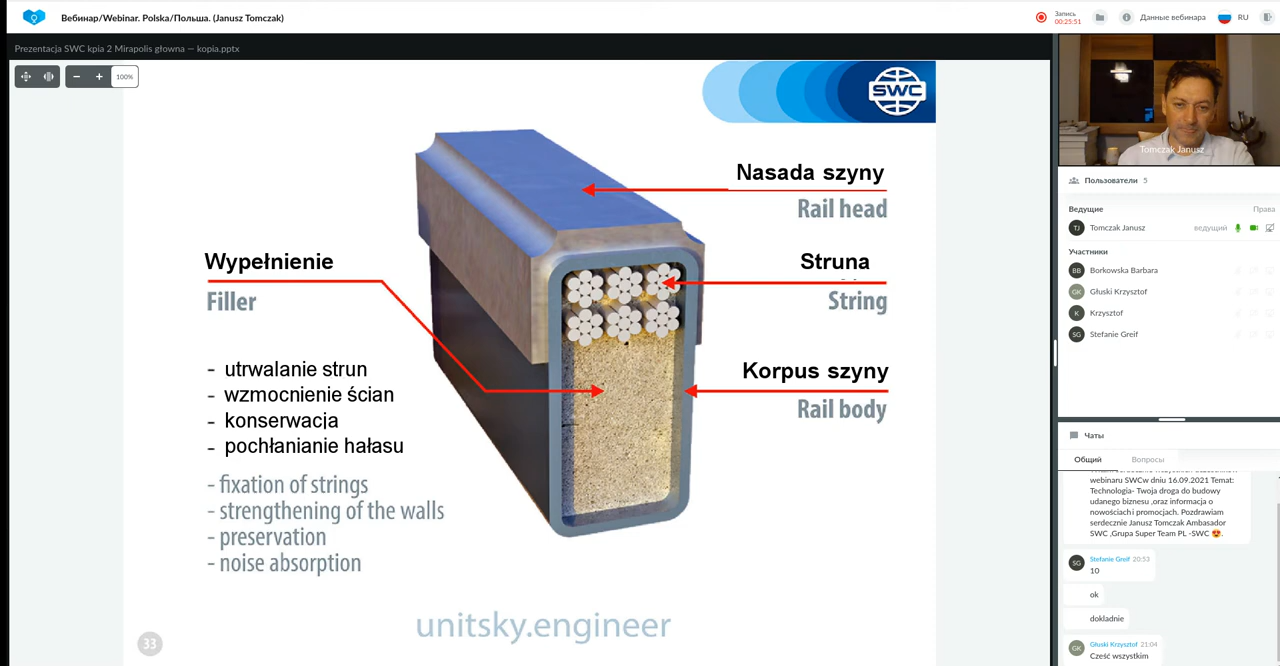 Вебинар/Webinar. Polska/Польша. (Janusz Tomczak)
Запись
00:25:51
Данные вебинара
RU
Prezentacja SWC kpia 2 Mirapolis głowna — kopia.pptx
100%
SWC
Nasada szyny
Rail head
Wypełnienie
Filler
Struna
String
Korpus szyny
Rail body
- utrwalanie strun
- wzmocnienie ścian
- konserwacja
- pochłanianie hałasu
- fixation of strings
- strengthening of the walls
- preservation
- noise absorption
unitsky.engineer
33
Tomczak Janusz
Пользователи 5
Ведущие
Права
TJ Tomczak Janusz ведущий
Участники
BB Borkowska Barbara
GK Głuski Krzysztof
K Krzysztof
SG Stefanie Greif
Чаты
Общий
Вопросы
webinaru SWCw dniu 16.09.2021 Temat:
Technologia- Twoja droga do budowy
udanego biznesu ,oraz informacja o
nowościach i promocjach. Pozdrawiam
serdecznie Janusz Tomczak Ambasador
SWC ,Grupa Super Team PL -SWC 😍.
SG Stefanie Greif 20:53
10
ok
dokladnie
GK Głuski Krzysztof 21:04
Cześć wszystkim